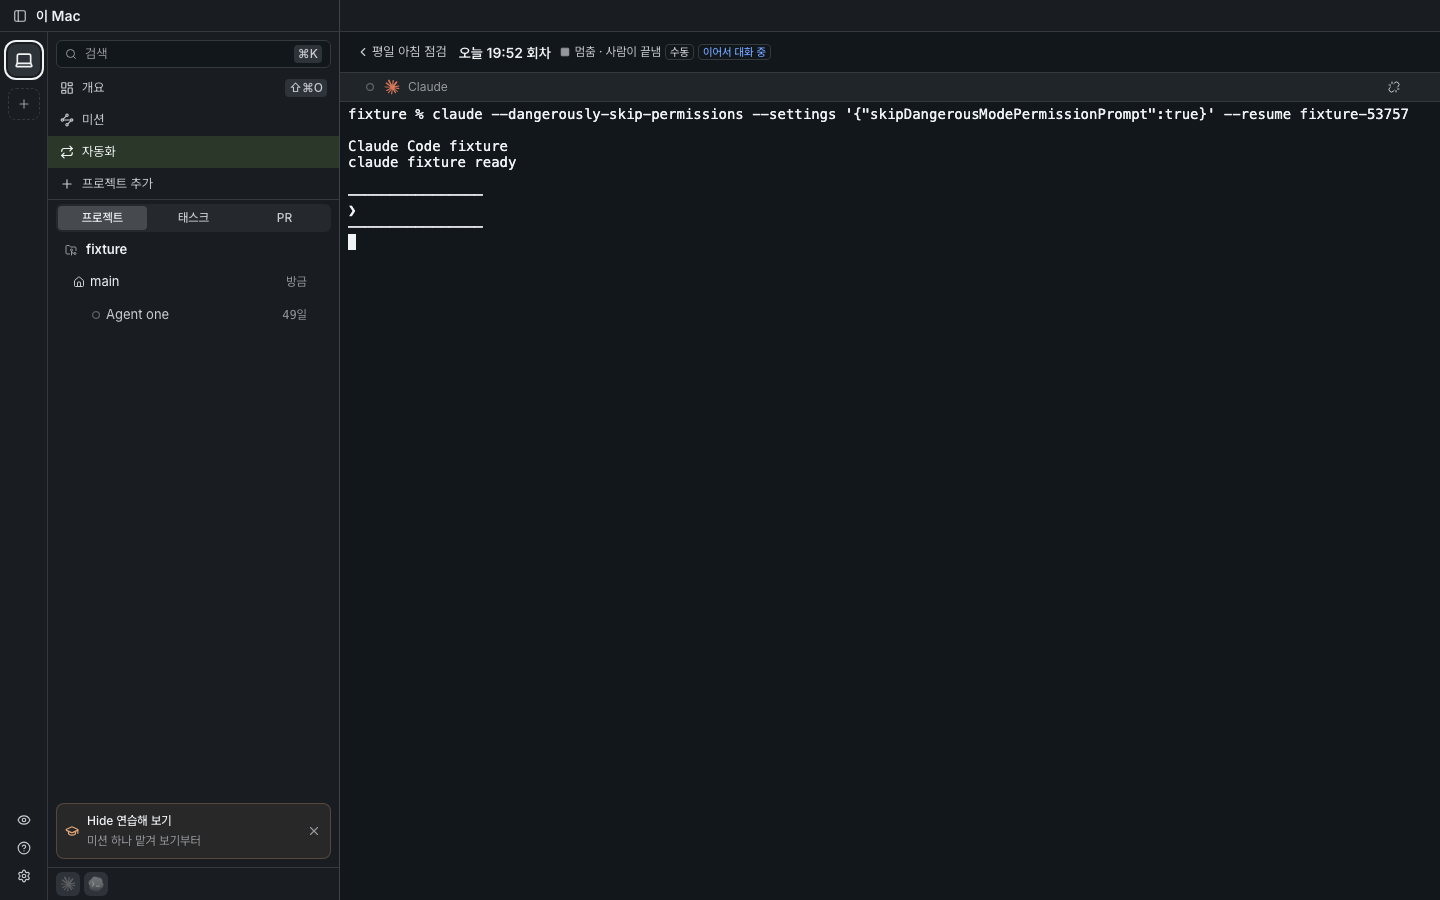 이 Mac
검색 ⌘K
개요 ⇧⌘O
미션
자동화
프로젝트 추가
프로젝트 태스크 PR
fixture
main 방금
Agent one 49일
Hide 연습해 보기
미션 하나 맡겨 보기부터
평일 아침 점검 오늘 19:52 회차 멈춤 · 사람이 끝냄 수동 이어서 대화 중
Claude
fixture % claude --dangerously-skip-permissions --settings '{"skipDangerousModePermissionPrompt":true}' --resume fixture-53757
Claude Code fixture
claude fixture ready
❯